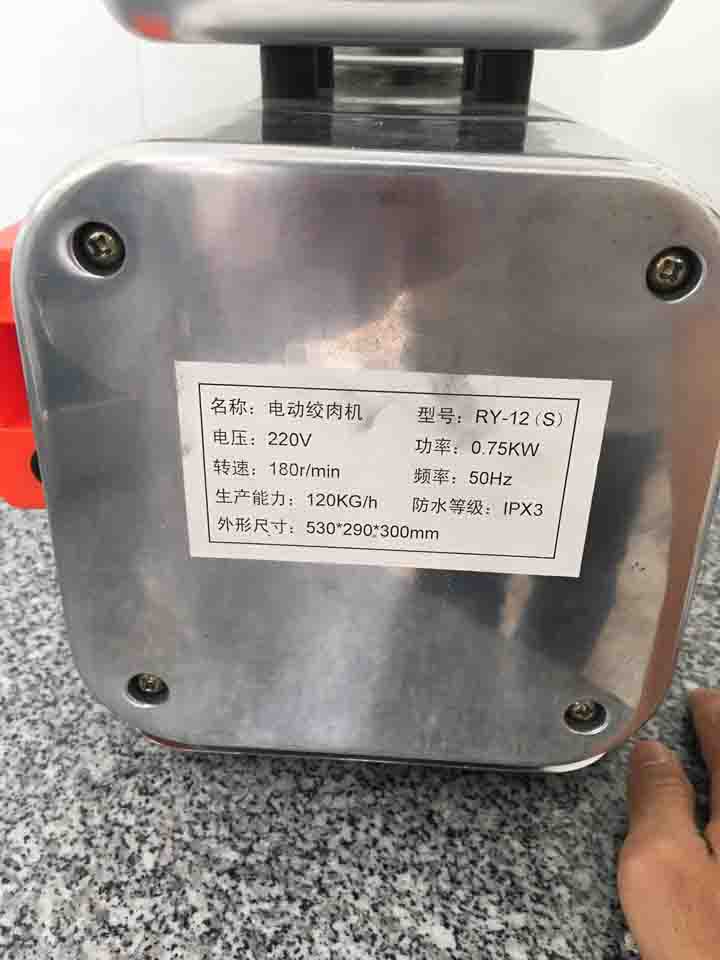 名称：电动绞肉机 型号：RY-12（S）
电压：220V 功率：0.75KW
转速：180r/min 频率：50Hz
生产能力：120KG/h 防水等级：IPX3
外形尺寸：530*290*300mm